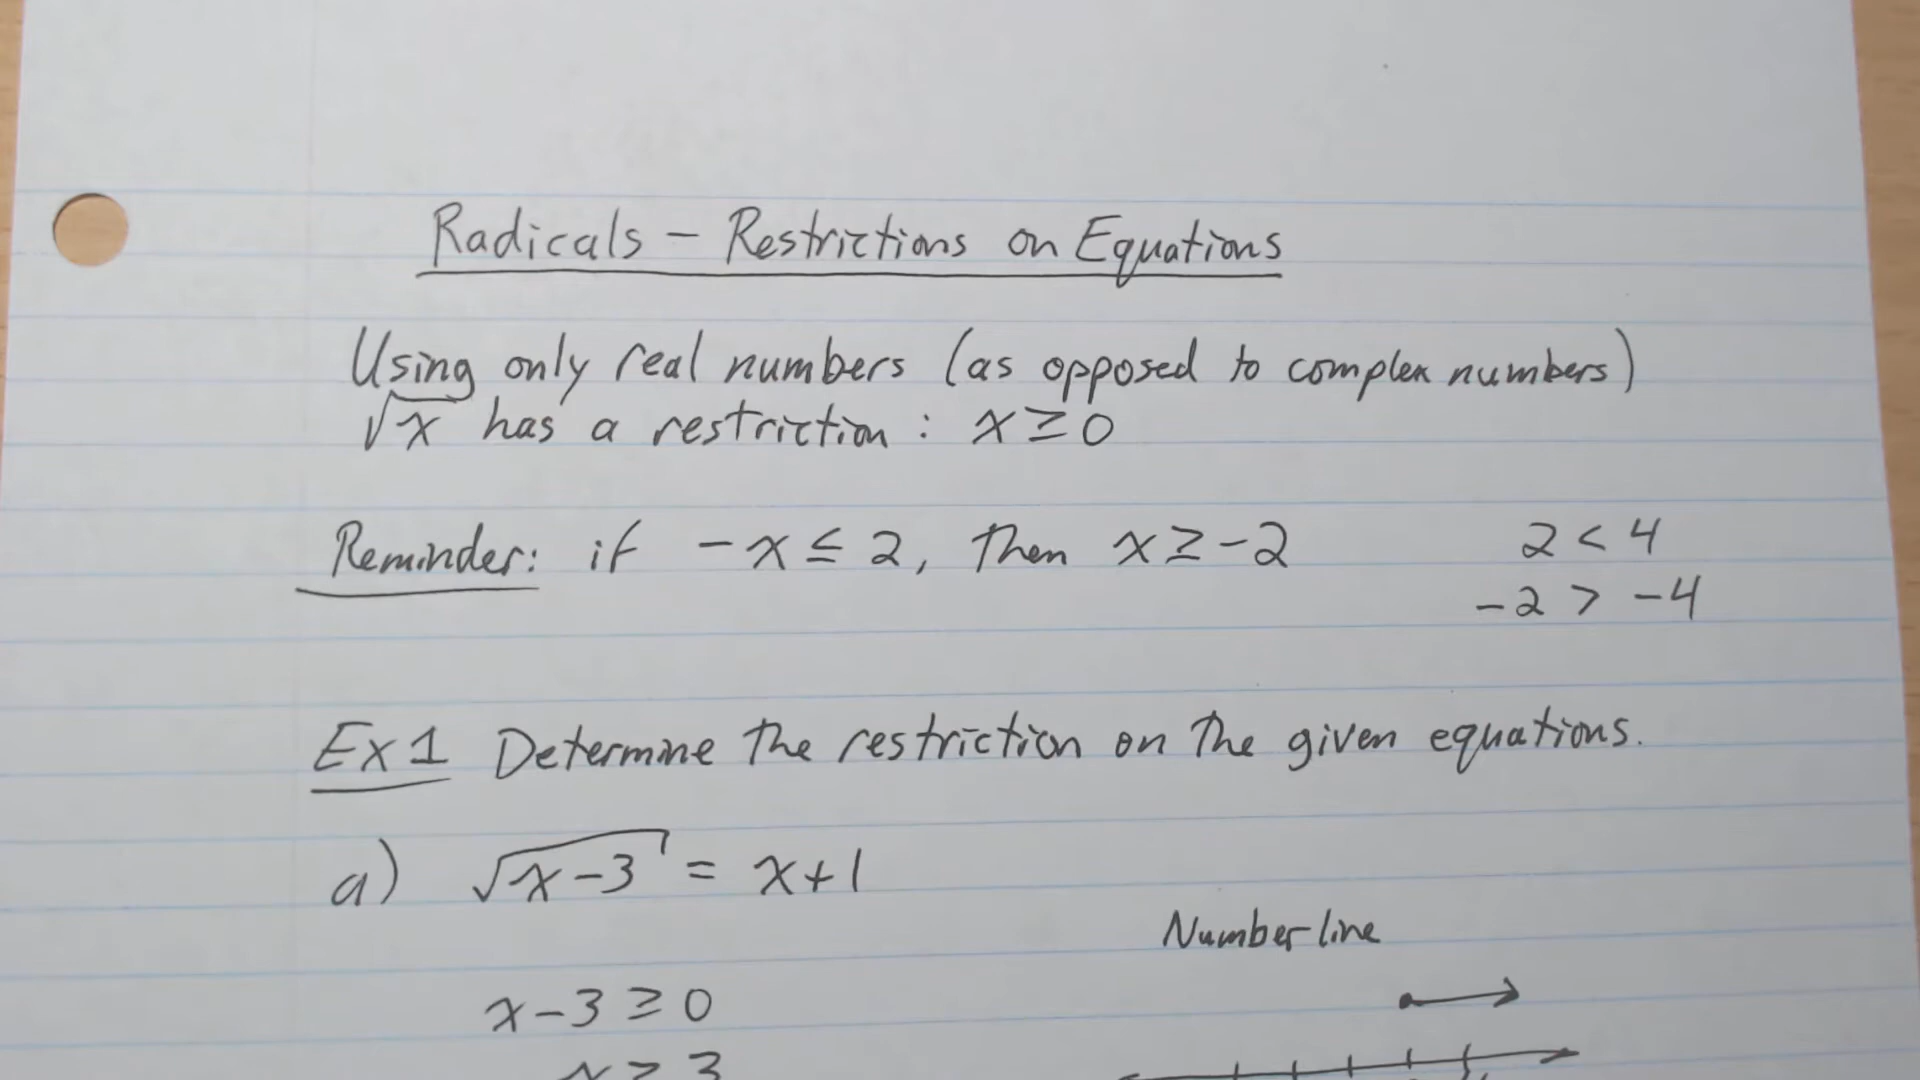 Radicals - Restrictions on Equations
Using only real numbers (as opposed to complex numbers)
√x has a restriction : x ≥ 0
Reminder: if -x ≤ 2, then x ≥ -2
2 < 4
-2 > -4
Ex 1 Determine the restriction on the given equations.
a) √x-3 = x+1
Number line
x-3 ≥ 0
x ≥ 3